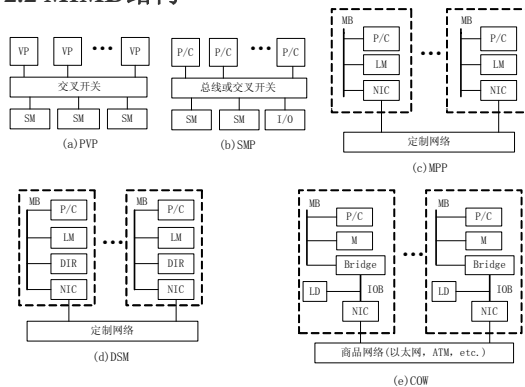 2.2 MIMD结构
VP VP ••• VP
交叉开关
SM SM SM
(a)PVP
P/C P/C ••• P/C
总线或交叉开关
SM SM I/O
(b)SMP
MB
P/C
LM
NIC
•••
MB
P/C
LM
NIC
定制网络
(c)MPP
MB
P/C
LM
DIR
NIC
•••
MB
P/C
LM
DIR
NIC
定制网络
(d)DSM
MB
P/C
M
Bridge
LD
IOB
NIC
•••
MB
P/C
M
Bridge
LD
IOB
NIC
商品网络(以太网, ATM, etc.)
(e)COW